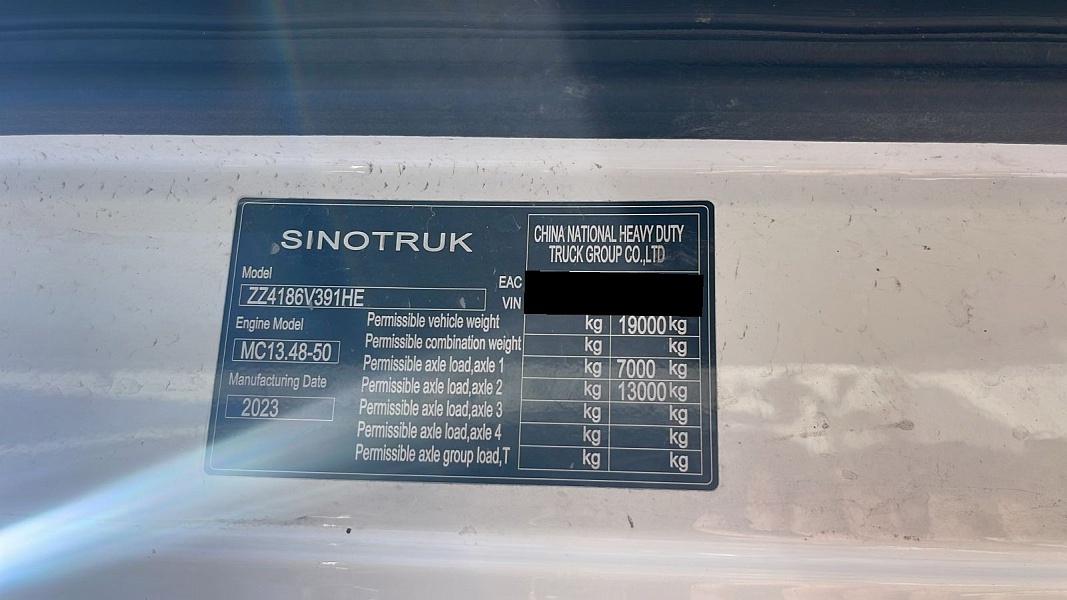 SINOTRUK
CHINA NATIONAL HEAVY DUTY
TRUCK GROUP CO.,LTD
Model
ZZ4186V391HE
EAC
VIN
Engine Model
MC13.48-50
Manufacturing Date
2023
Permissible vehicle weight kg 19000 kg
Permissible combination weight kg kg
Permissible axle load,axle 1 kg 7000 kg
Permissible axle load,axle 2 kg 13000 kg
Permissible axle load,axle 3 kg kg
Permissible axle load,axle 4 kg kg
Permissible axle group load,T kg kg